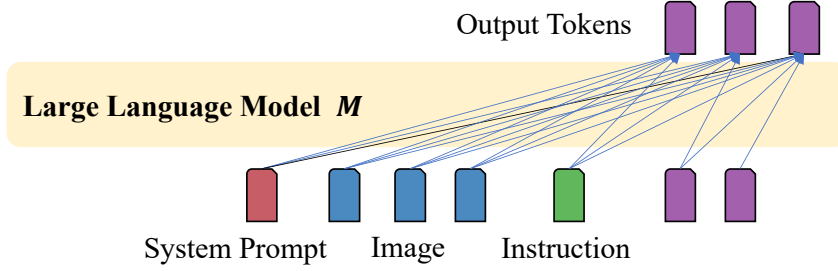 Output Tokens
Large Language Model M
System Prompt
Image
Instruction